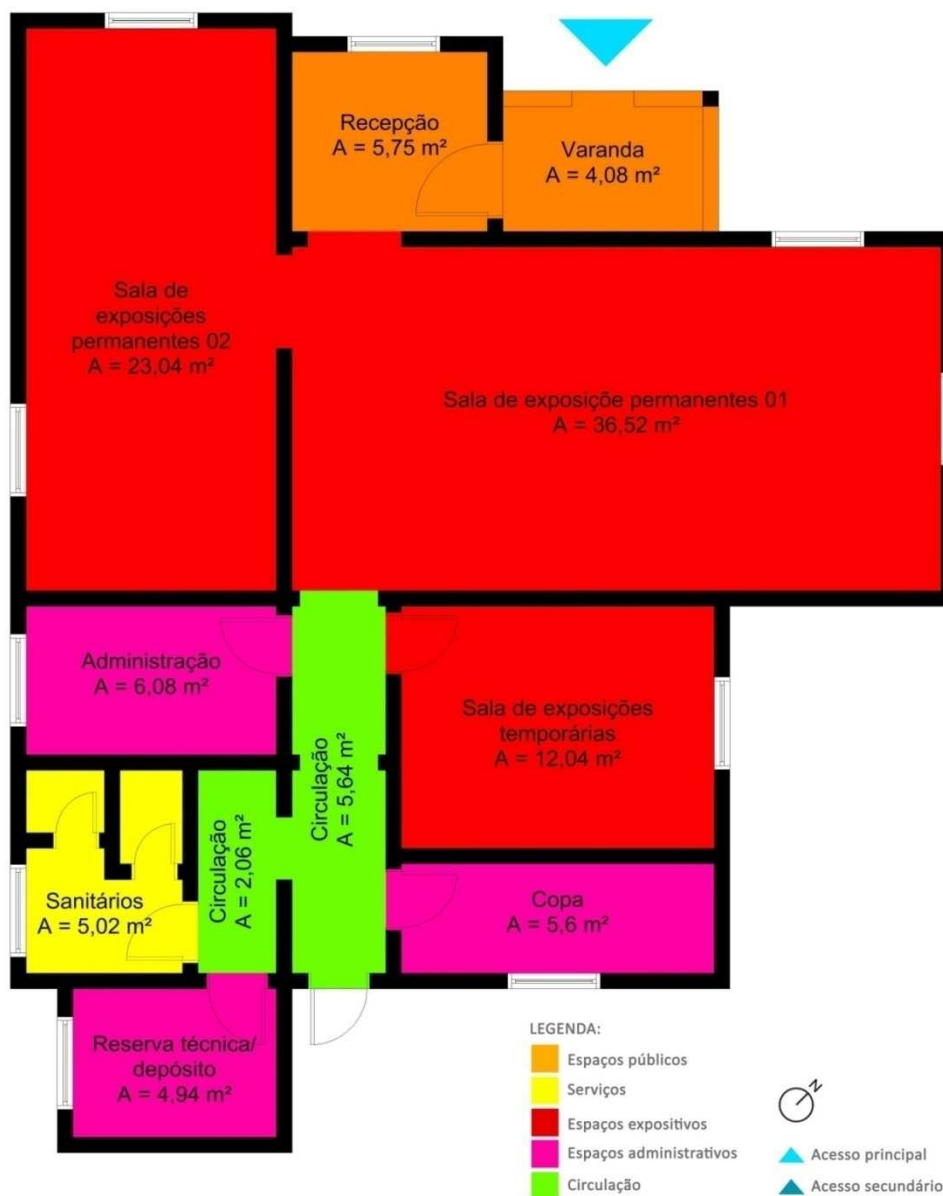 Recepção
A = 5,75 m²
Varanda
A = 4,08 m²
Sala de
exposições
permanentes 02
A = 23,04 m²
Sala de exposiçõe permanentes 01
A = 36,52 m²
Administração
A = 6,08 m²
Circulação
A = 5,64 m²
Sala de exposições
temporárias
A = 12,04 m²
Sanitários
A = 5,02 m²
Circulação
A = 2,06 m²
Copa
A = 5,6 m²
Reserva técnica/
depósito
A = 4,94 m²
LEGENDA:
Espaços públicos
Serviços
Espaços expositivos
Espaços administrativos
Circulação
N
Acesso principal
Acesso secundário